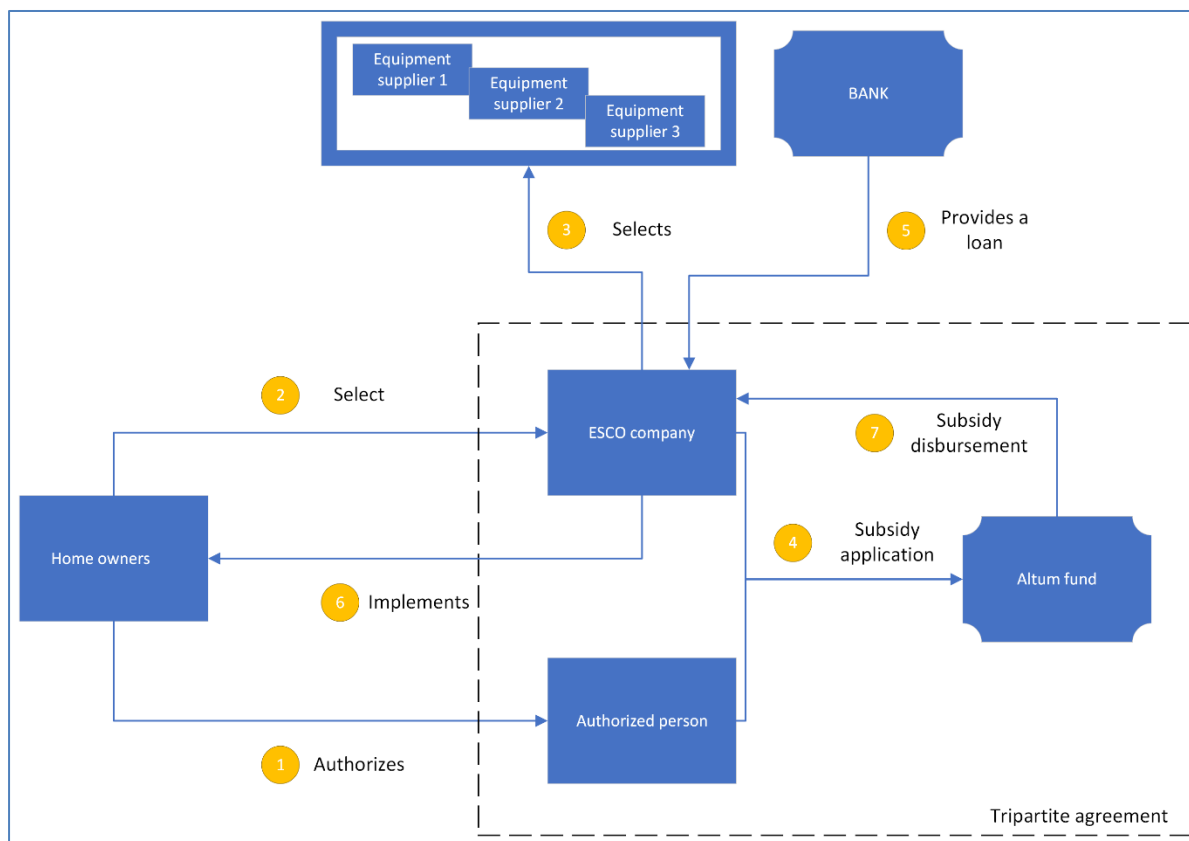 Equipment
supplier 1
Equipment
supplier 2
Equipment
supplier 3
BANK
3 Selects
5 Provides a
loan
2 Select
ESCO company
7 Subsidy
disbursement
Home owners
4 Subsidy
application
Altum fund
6 Implements
Authorized person
1 Authorizes
Tripartite agreement